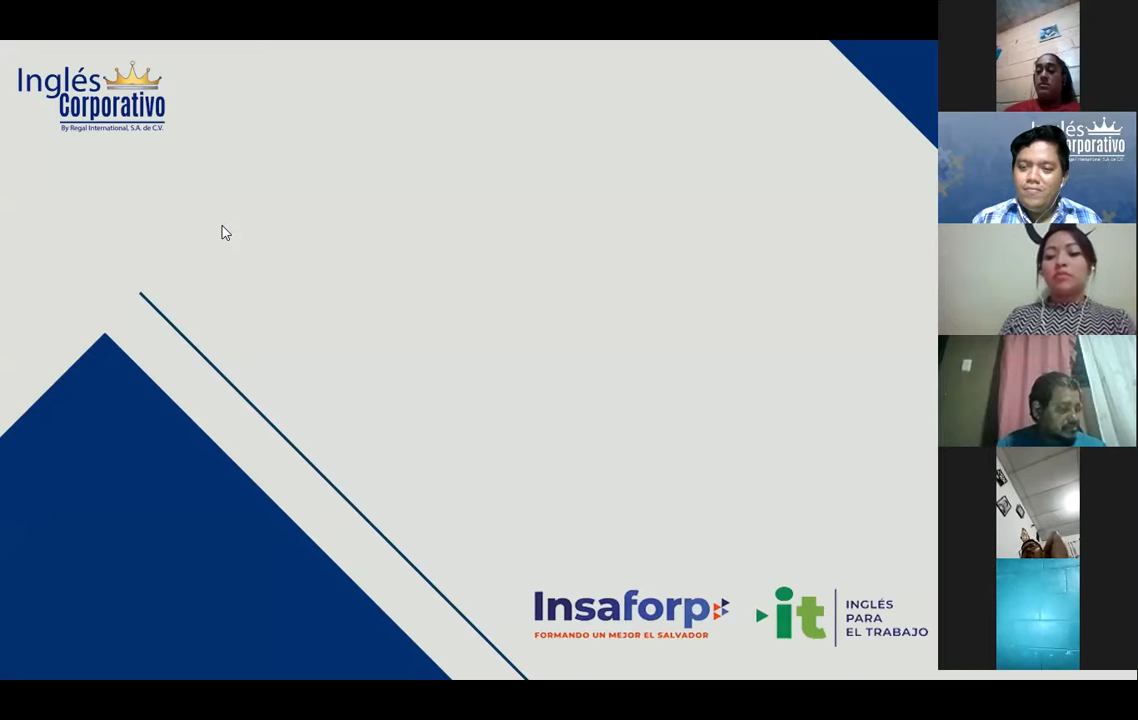 Inglés
Corporativo
By Regal International, S.A. de C.V.
Insaforp
FORMANDO UN MEJOR EL SALVADOR
it
INGLÉS
PARA
EL TRABAJO